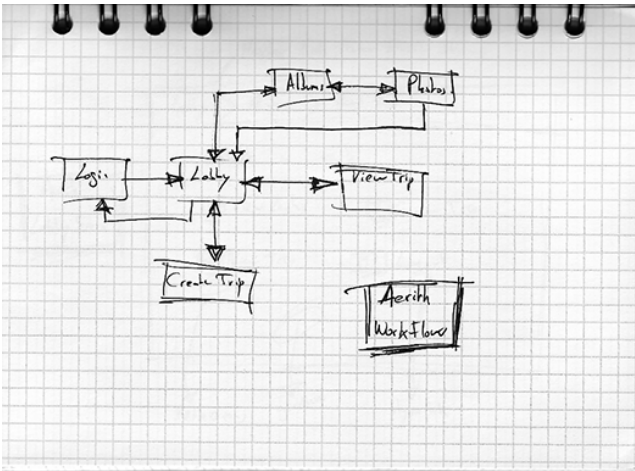 Albums
Photos
Login
Lobby
View Trip
Create Trip
Aerith
Workflow